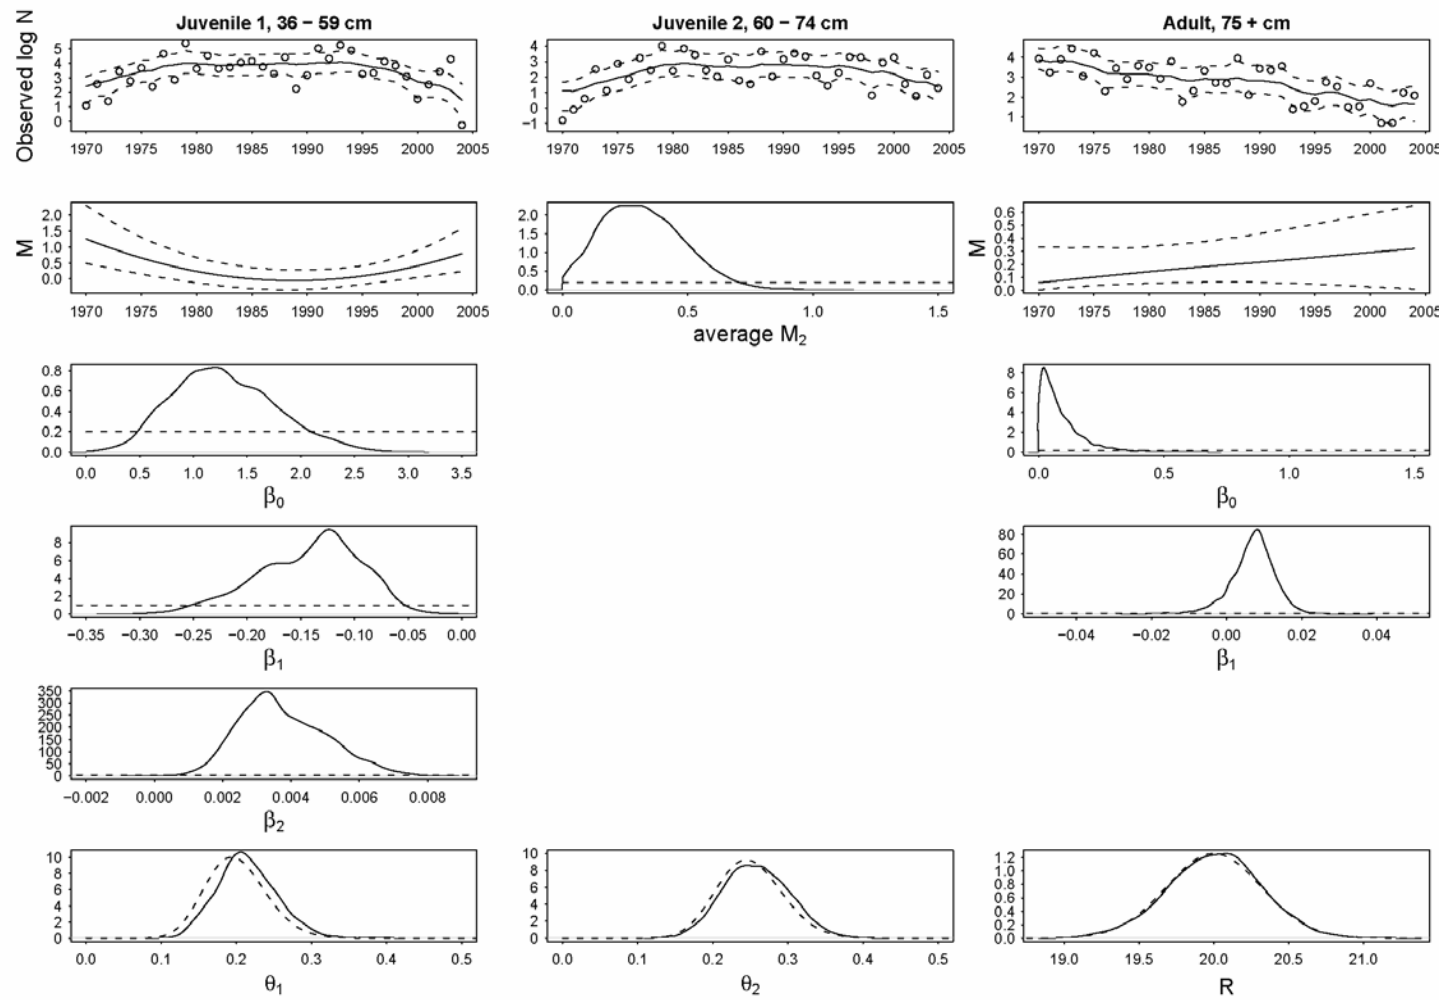 Juvenile 1, 36 − 59 cm
Juvenile 2, 60 − 74 cm
Adult, 75 + cm
Observed log N
5
4
3
2
1
0
1970 1975 1980 1985 1990 1995 2000 2005
4
3
2
1
0
−1
1970 1975 1980 1985 1990 1995 2000 2005
4
3
2
1
1970 1975 1980 1985 1990 1995 2000 2005
M
2.0
1.5
1.0
0.5
0.0
1970 1975 1980 1985 1990 1995 2000 2005
2.0
1.5
1.0
0.5
0.0
0.0 0.5 1.0 1.5
average M₂
M
0.6
0.5
0.4
0.3
0.2
0.1
0.0
1970 1975 1980 1985 1990 1995 2000 2005
0.8
0.6
0.4
0.2
0.0
0.0 0.5 1.0 1.5 2.0 2.5 3.0 3.5
β₀
8
6
4
2
0
0.0 0.5 1.0 1.5
β₀
8
6
4
2
0
−0.35 −0.30 −0.25 −0.20 −0.15 −0.10 −0.05 0.00
β₁
80
60
40
20
0
−0.04 −0.02 0.00 0.02 0.04
β₁
350
300
250
200
150
100
50
0
−0.002 0.000 0.002 0.004 0.006 0.008
β₂
10
8
6
4
2
0
0.0 0.1 0.2 0.3 0.4 0.5
θ₁
10
8
6
4
2
0
0.0 0.1 0.2 0.3 0.4 0.5
θ₂
1.2
1.0
0.8
0.6
0.4
0.2
0.0
19.0 19.5 20.0 20.5 21.0
R